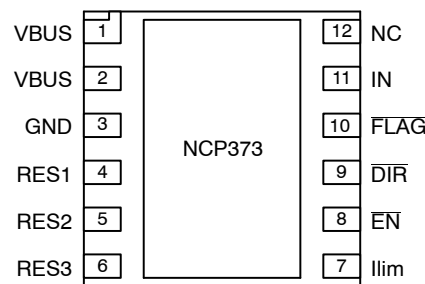 VBUS 1 12 NC
VBUS 2 11 IN
GND 3 10 FLAG
NCP373
RES1 4 9 DIR
RES2 5 8 EN
RES3 6 7 Ilim